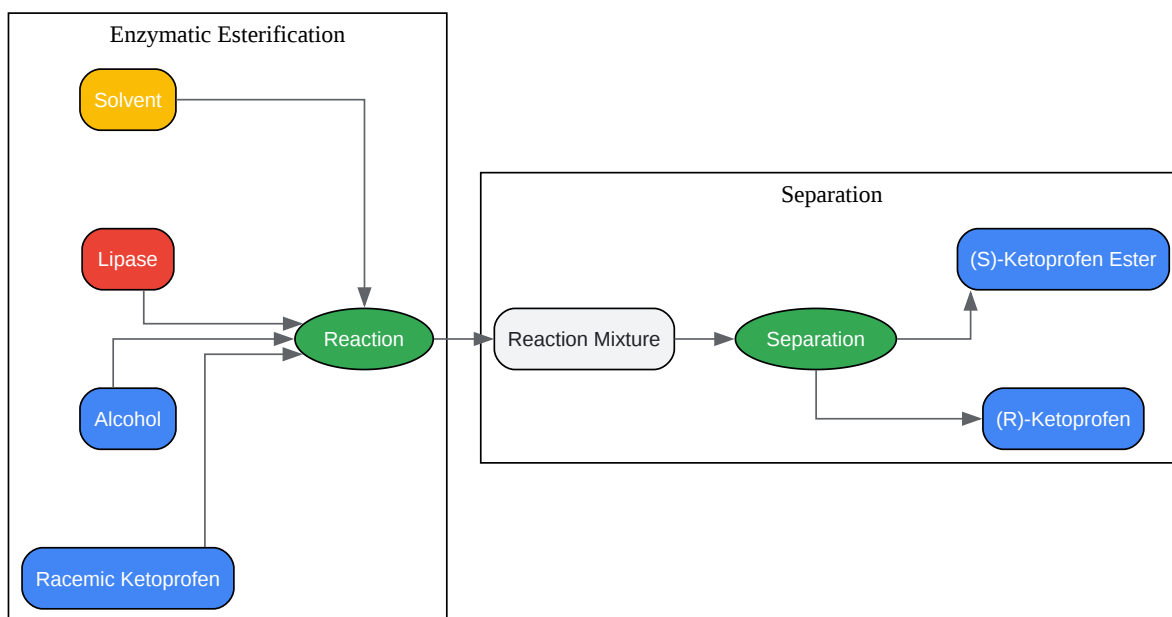 Enzymatic Esterification
Solvent
Lipase
Reaction
Alcohol
Racemic Ketoprofen
Separation
(S)-Ketoprofen Ester
Reaction Mixture
Separation
(R)-Ketoprofen